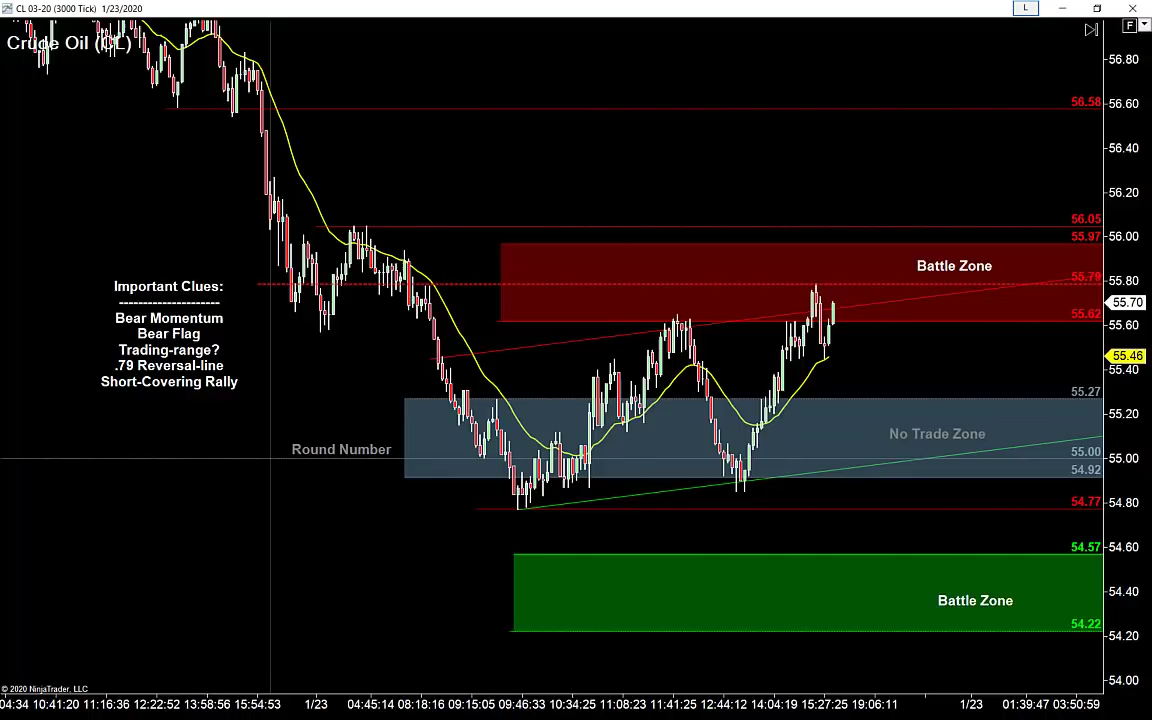 CL 03-20 (3000 Tick) 1/23/2020
L
F
Crude Oil (CL)
56.80
56.58
56.60
56.40
56.20
56.05
56.00
55.97
Battle Zone
55.79
55.80
55.70
55.62
55.60
55.46
55.40
Important Clues:
--------------------
Bear Momentum
Bear Flag
Trading-range?
.79 Reversal-line
Short-Covering Rally
55.27
55.20
No Trade Zone
Round Number
55.00
55.00
54.92
54.77
54.80
54.57
54.60
54.40
Battle Zone
54.22
54.20
54.00
© 2020 NinjaTrader, LLC
04:34 10:41:20 11:16:36 12:22:52 13:58:56 15:54:53 1/23 04:45:14 08:18:16 09:15:05 09:46:33 10:34:25 11:08:23 11:41:25 12:44:12 14:04:19 15:27:25 19:06:11 1/23 01:39:47 03:50:59